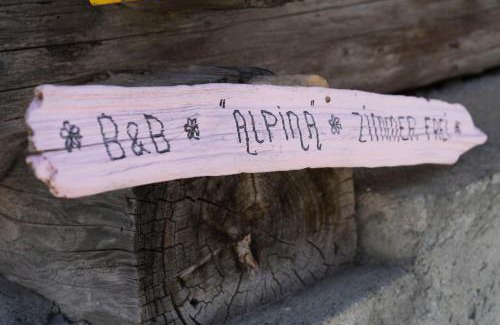 B&B "ALPINA" ZIMMER FREI